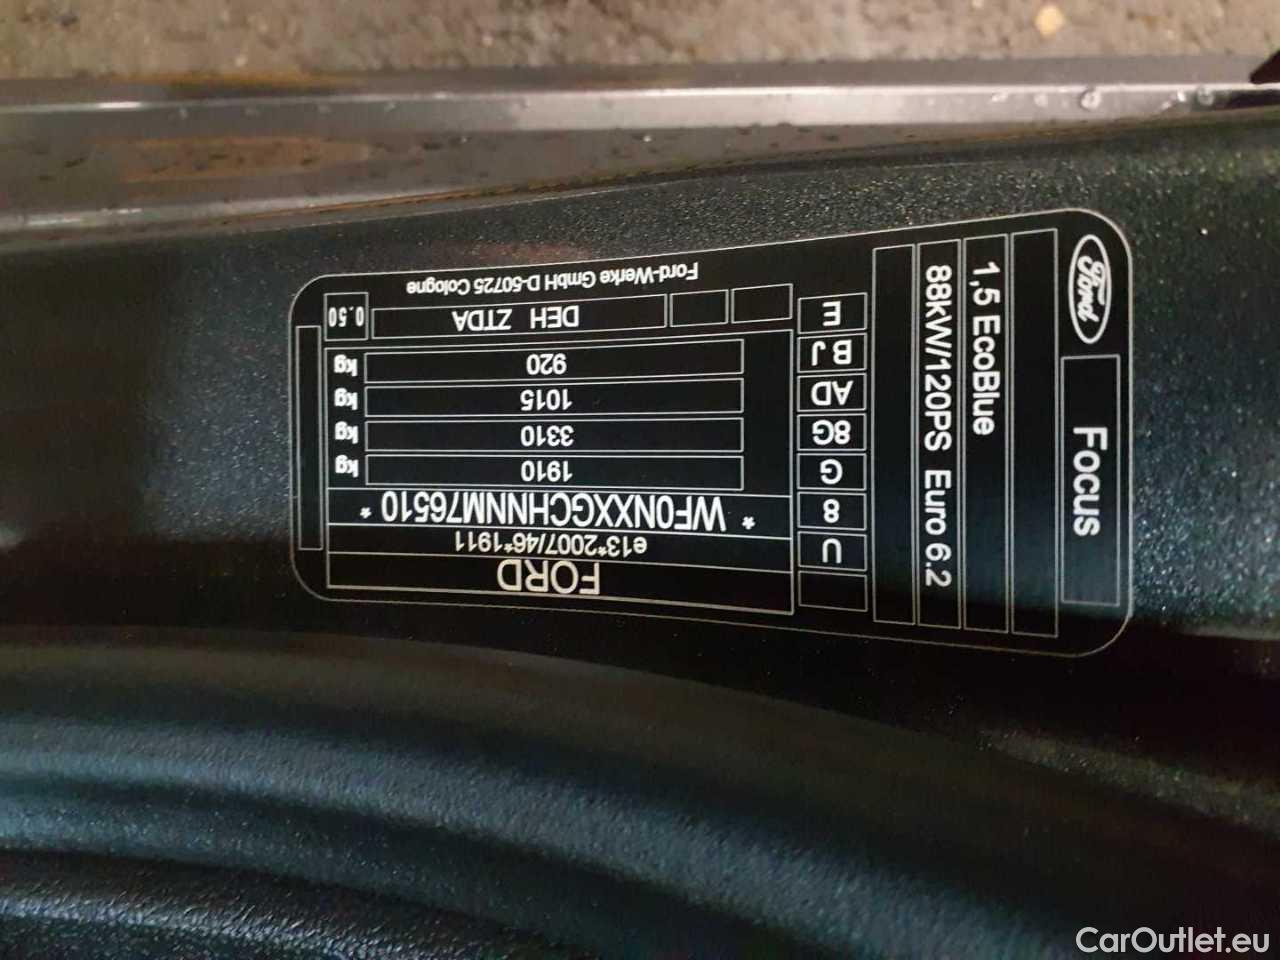 FORD
e13*2007/46*1911
* WF0NXXGCHNNM76510 *
1910 kg
3310 kg
1015 kg
920 kg
DEH ZTDA
0.50
Ford-Werke GmbH D-50725 Cologne
U
8
G
8G
AD
BJ
E
Ford
Focus
1,5 EcoBlue
88kW/120PS Euro 6.2
CarOutlet.eu